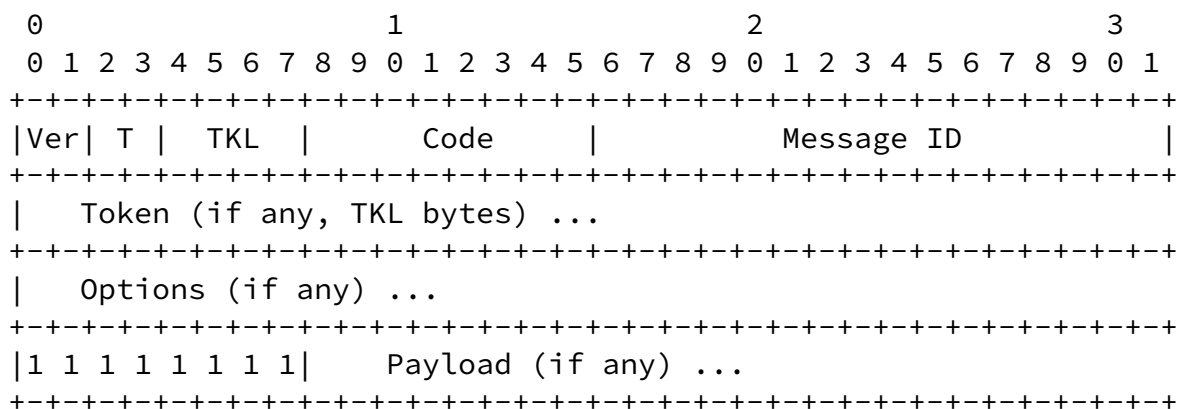 0                   1                   2                   3
 0 1 2 3 4 5 6 7 8 9 0 1 2 3 4 5 6 7 8 9 0 1 2 3 4 5 6 7 8 9 0 1
+-+-+-+-+-+-+-+-+-+-+-+-+-+-+-+-+-+-+-+-+-+-+-+-+-+-+-+-+-+-+-+-+
|Ver| T |  TKL  |      Code     |          Message ID           |
+-+-+-+-+-+-+-+-+-+-+-+-+-+-+-+-+-+-+-+-+-+-+-+-+-+-+-+-+-+-+-+-+
|   Token (if any, TKL bytes) ...
+-+-+-+-+-+-+-+-+-+-+-+-+-+-+-+-+-+-+-+-+-+-+-+-+-+-+-+-+-+-+-+-+
|   Options (if any) ...
+-+-+-+-+-+-+-+-+-+-+-+-+-+-+-+-+-+-+-+-+-+-+-+-+-+-+-+-+-+-+-+-+
|1 1 1 1 1 1 1 1|    Payload (if any) ...
+-+-+-+-+-+-+-+-+-+-+-+-+-+-+-+-+-+-+-+-+-+-+-+-+-+-+-+-+-+-+-+-+